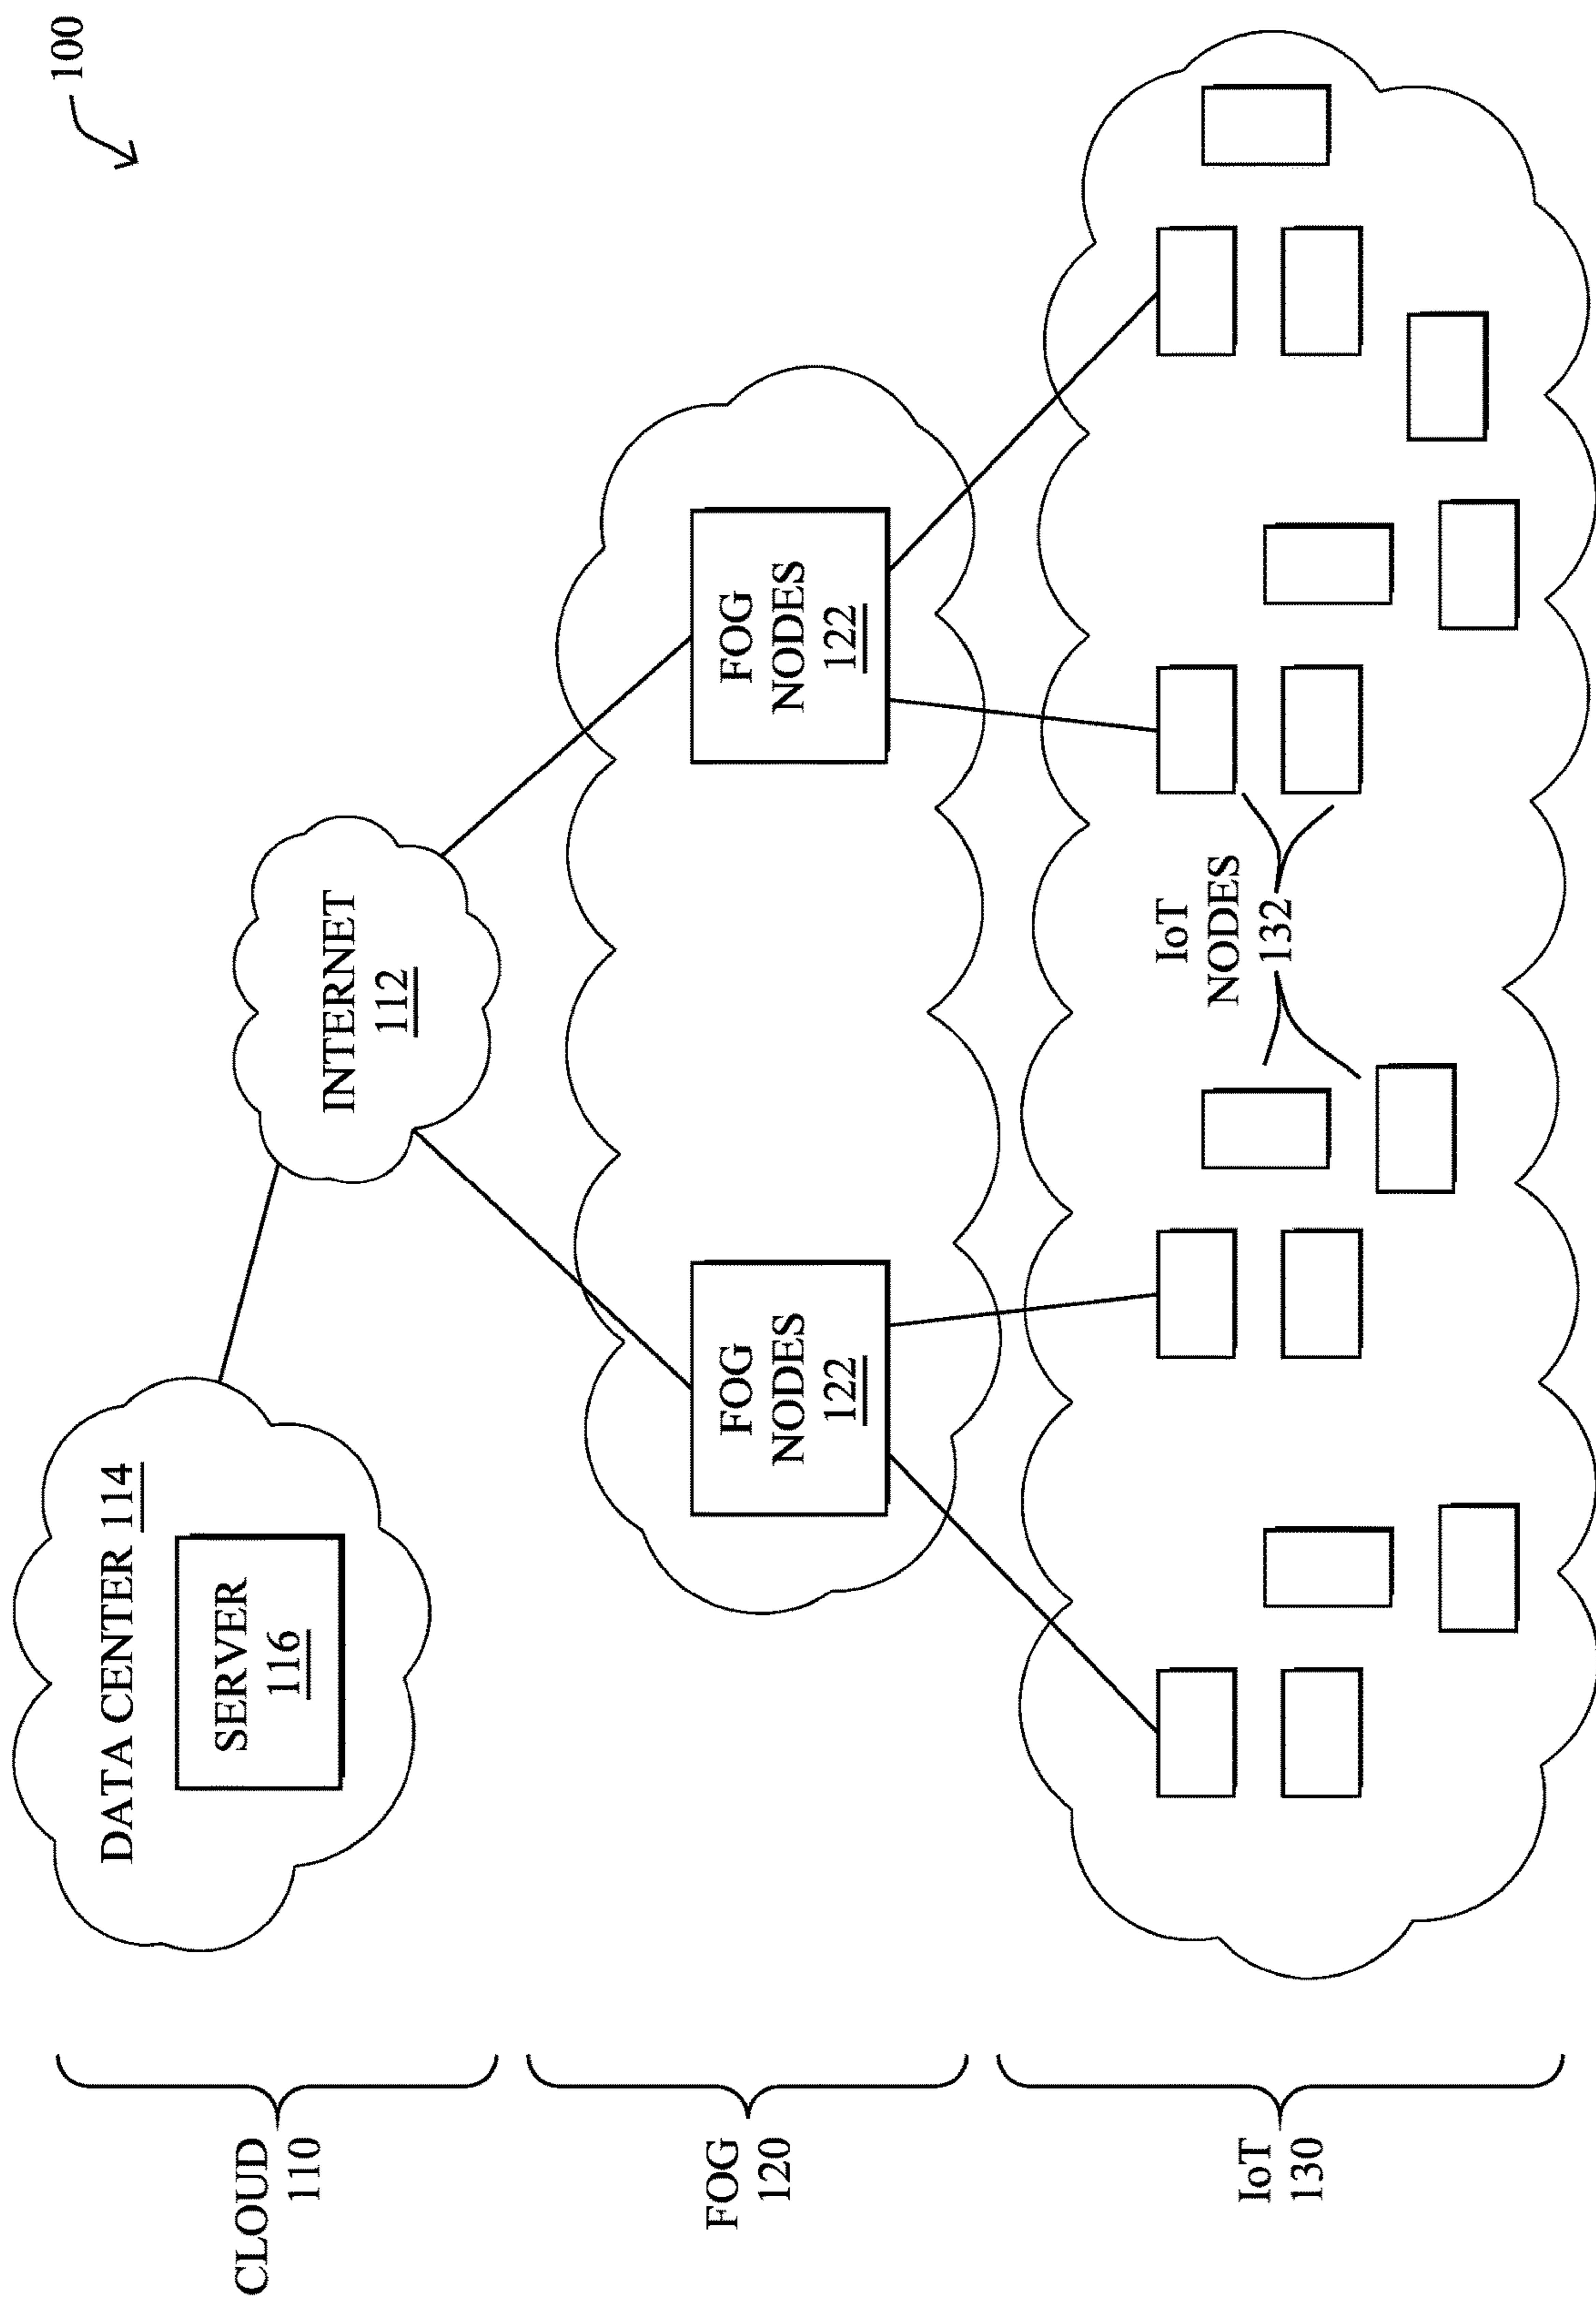 100
CLOUD
110
DATA CENTER 114
SERVER
116
INTERNET
112
FOG
120
FOG
NODES
122
FOG
NODES
122
IoT
130
IoT
NODES
132